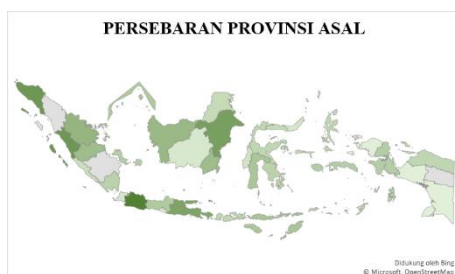 PERSEBARAN PROVINSI ASAL
Didukung oleh Bing
© Microsoft, OpenStreetMap